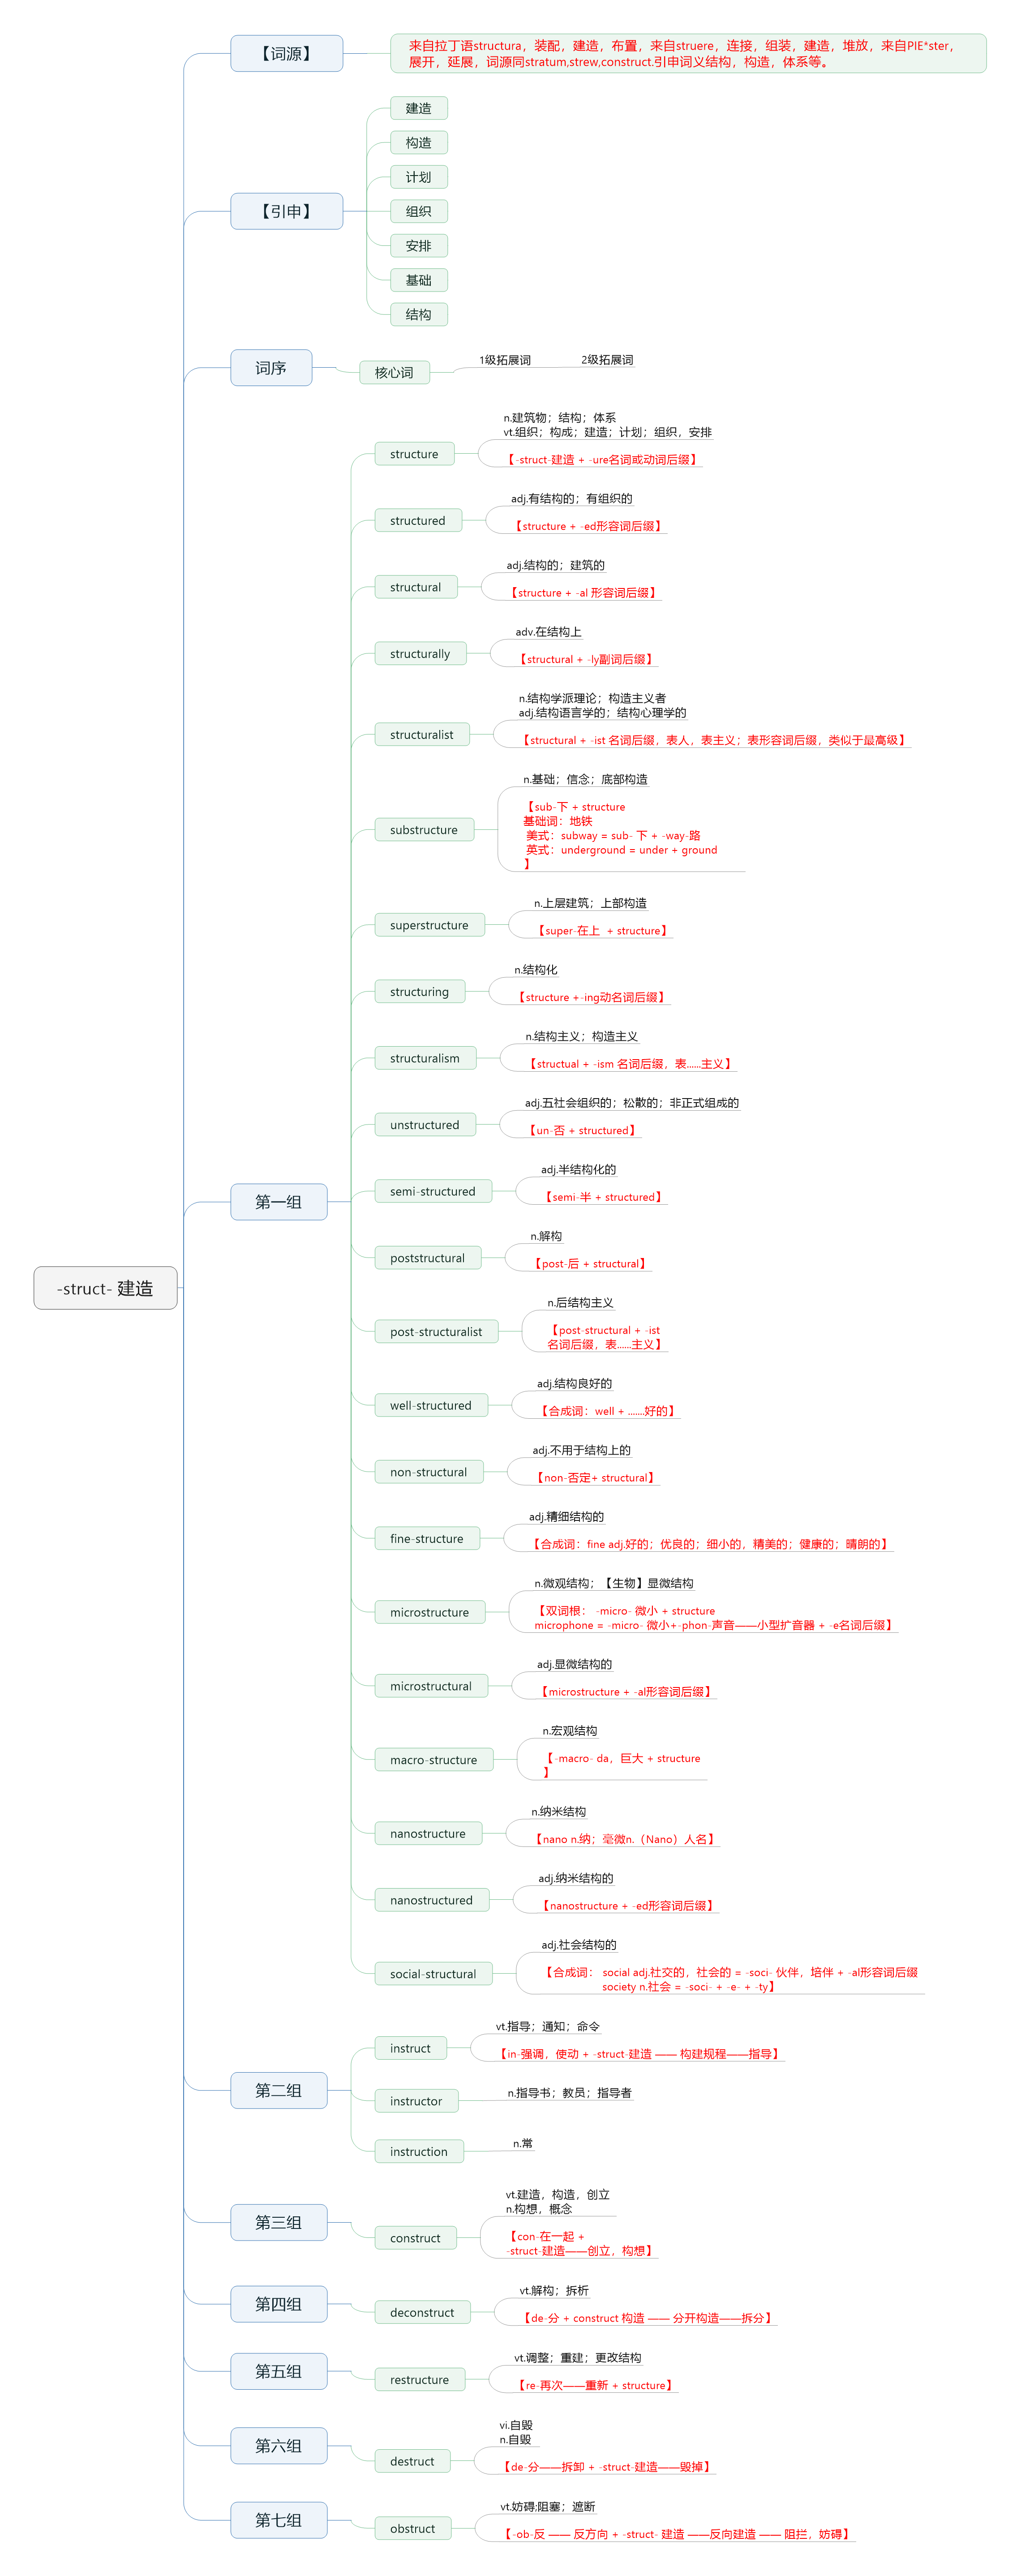 -struct- 建造
【词源】
来自拉丁语structura，装配，建造，布置，来自struere，连接，组装，建造，堆放，来自PIE*ster，
展开，延展，词源同stratum,strew,construct.引申词义结构，构造，体系等。
【引申】
建造
构造
计划
组织
安排
基础
结构
词序
核心词
1级拓展词
2级拓展词
第一组
structure
n.建筑物；结构；体系
vt.组织；构成；建造；计划；组织，安排
【-struct-建造 + -ure名词或动词后缀】
structured
adj.有结构的；有组织的
【structure + -ed形容词后缀】
structural
adj.结构的；建筑的
【structure + -al 形容词后缀】
structurally
adv.在结构上
【structural + -ly副词后缀】
structuralist
n.结构学派理论；构造主义者
adj.结构语言学的；结构心理学的
【structural + -ist 名词后缀，表人，表主义；表形容词后缀，类似于最高级】
substructure
n.基础；信念；底部构造
【sub-下 + structure
基础词：地铁
美式：subway = sub- 下 + -way-路
英式：underground = under + ground
】
superstructure
n.上层建筑；上部构造
【super-在上 + structure】
structuring
n.结构化
【structure +-ing动名词后缀】
structuralism
n.结构主义；构造主义
【structual + -ism 名词后缀，表......主义】
unstructured
adj.五社会组织的；松散的；非正式组成的
【un-否 + structured】
semi-structured
adj.半结构化的
【semi-半 + structured】
poststructural
n.解构
【post-后 + structural】
post-structuralist
n.后结构主义
【post-structural + -ist
名词后缀，表......主义】
well-structured
adj.结构良好的
【合成词：well + .......好的】
non-structural
adj.不用于结构上的
【non-否定+ structural】
fine-structure
adj.精细结构的
【合成词：fine adj.好的；优良的；细小的，精美的；健康的；晴朗的】
microstructure
n.微观结构；【生物】显微结构
【双词根： -micro- 微小 + structure
microphone = -micro- 微小+-phon-声音——小型扩音器 + -e名词后缀】
microstructural
adj.显微结构的
【microstructure + -al形容词后缀】
macro-structure
n.宏观结构
【-macro- da，巨大 + structure
】
nanostructure
n.纳米结构
【nano n.纳；毫微n.（Nano）人名】
nanostructured
adj.纳米结构的
【nanostructure + -ed形容词后缀】
social-structural
adj.社会结构的
【合成词： social adj.社交的，社会的 = -soci- 伙伴，培伴 + -al形容词后缀
society n.社会 = -soci- + -e- + -ty】
第二组
instruct
vt.指导；通知；命令
【in-强调，使动 + -struct-建造 —— 构建规程——指导】
instructor
n.指导书；教员；指导者
instruction
n.常
第三组
construct
vt.建造，构造，创立
n.构想，概念
【con-在一起 +
-struct-建造——创立，构想】
第四组
deconstruct
vt.解构；拆析
【de-分 + construct 构造 —— 分开构造——拆分】
第五组
restructure
vt.调整；重建；更改结构
【re-再次——重新 + structure】
第六组
destruct
vi.自毁
n.自毁
【de-分——拆卸 + -struct-建造——毁掉】
第七组
obstruct
vt.妨碍;阻塞；遮断
【-ob-反 —— 反方向 + -struct- 建造 ——反向建造 —— 阻拦，妨碍】